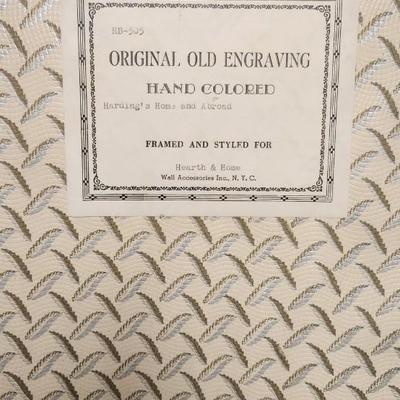 HB-505
ORIGINAL OLD ENGRAVING
HAND COLORED
Harding's Home and Abroad
FRAMED AND STYLED FOR
Hearth & Home
Wall Accessories Inc., N. Y. C.